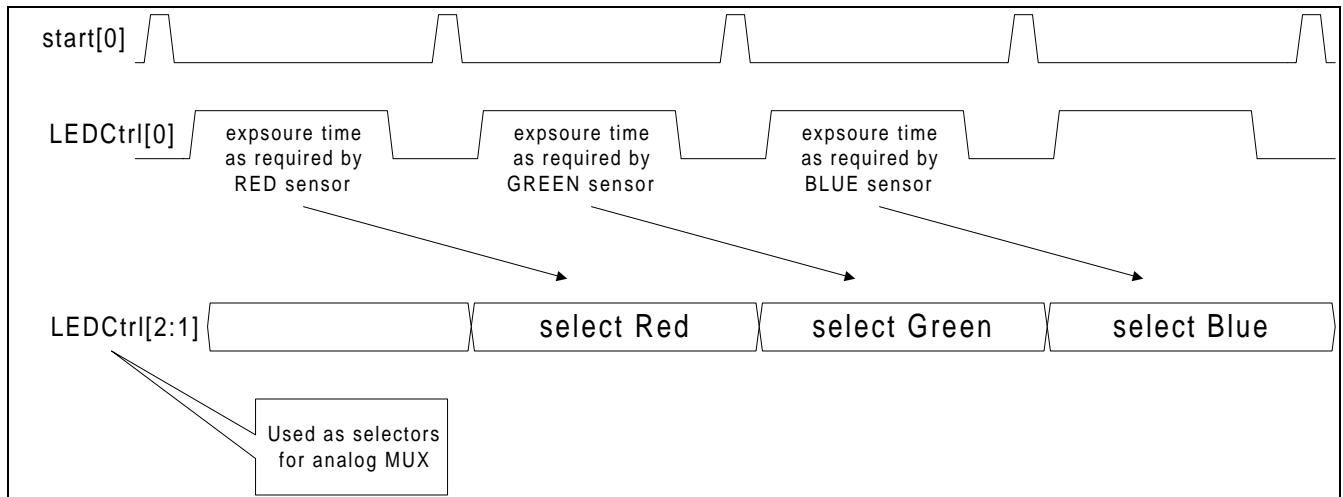 start[0]
LEDCtrl[0]
expsoure time
as required by
RED sensor
expsoure time
as required by
GREEN sensor
expsoure time
as required by
BLUE sensor
LEDCtrl[2:1]
select Red
select Green
select Blue
Used as selectors
for analog MUX